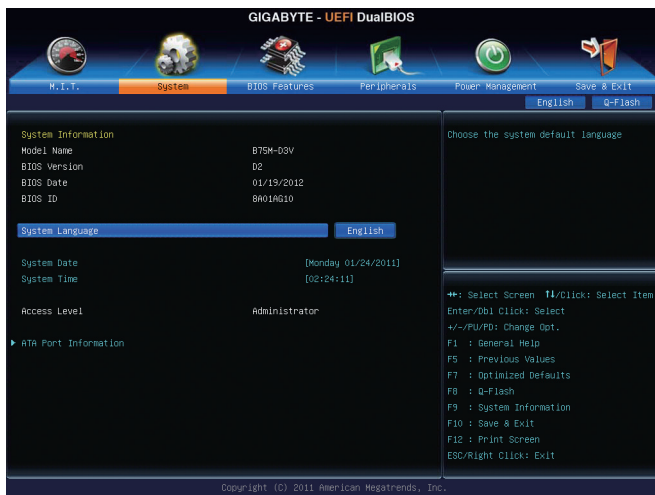 GIGABYTE - UEFI DualBIOS
M.I.T. System BIOS Features Peripherals Power Management Save & Exit
English Q-Flash
System Information
Model Name B75M-D3V
BIOS Version D2
BIOS Date 01/19/2012
BIOS ID 8A01AG10
System Language English
System Date [Monday 01/24/2011]
System Time [02:24:11]
Access Level Administrator
ATA Port Information
Choose the system default language
→←: Select Screen ↑↓/Click: Select Item
Enter/Dbl Click: Select
+/-/PU/PD: Change Opt.
F1 : General Help
F5 : Previous Values
F7 : Optimized Defaults
F8 : Q-Flash
F9 : System Information
F10 : Save & Exit
F12 : Print Screen
ESC/Right Click: Exit
Copyright (C) 2011 American Megatrends, Inc.